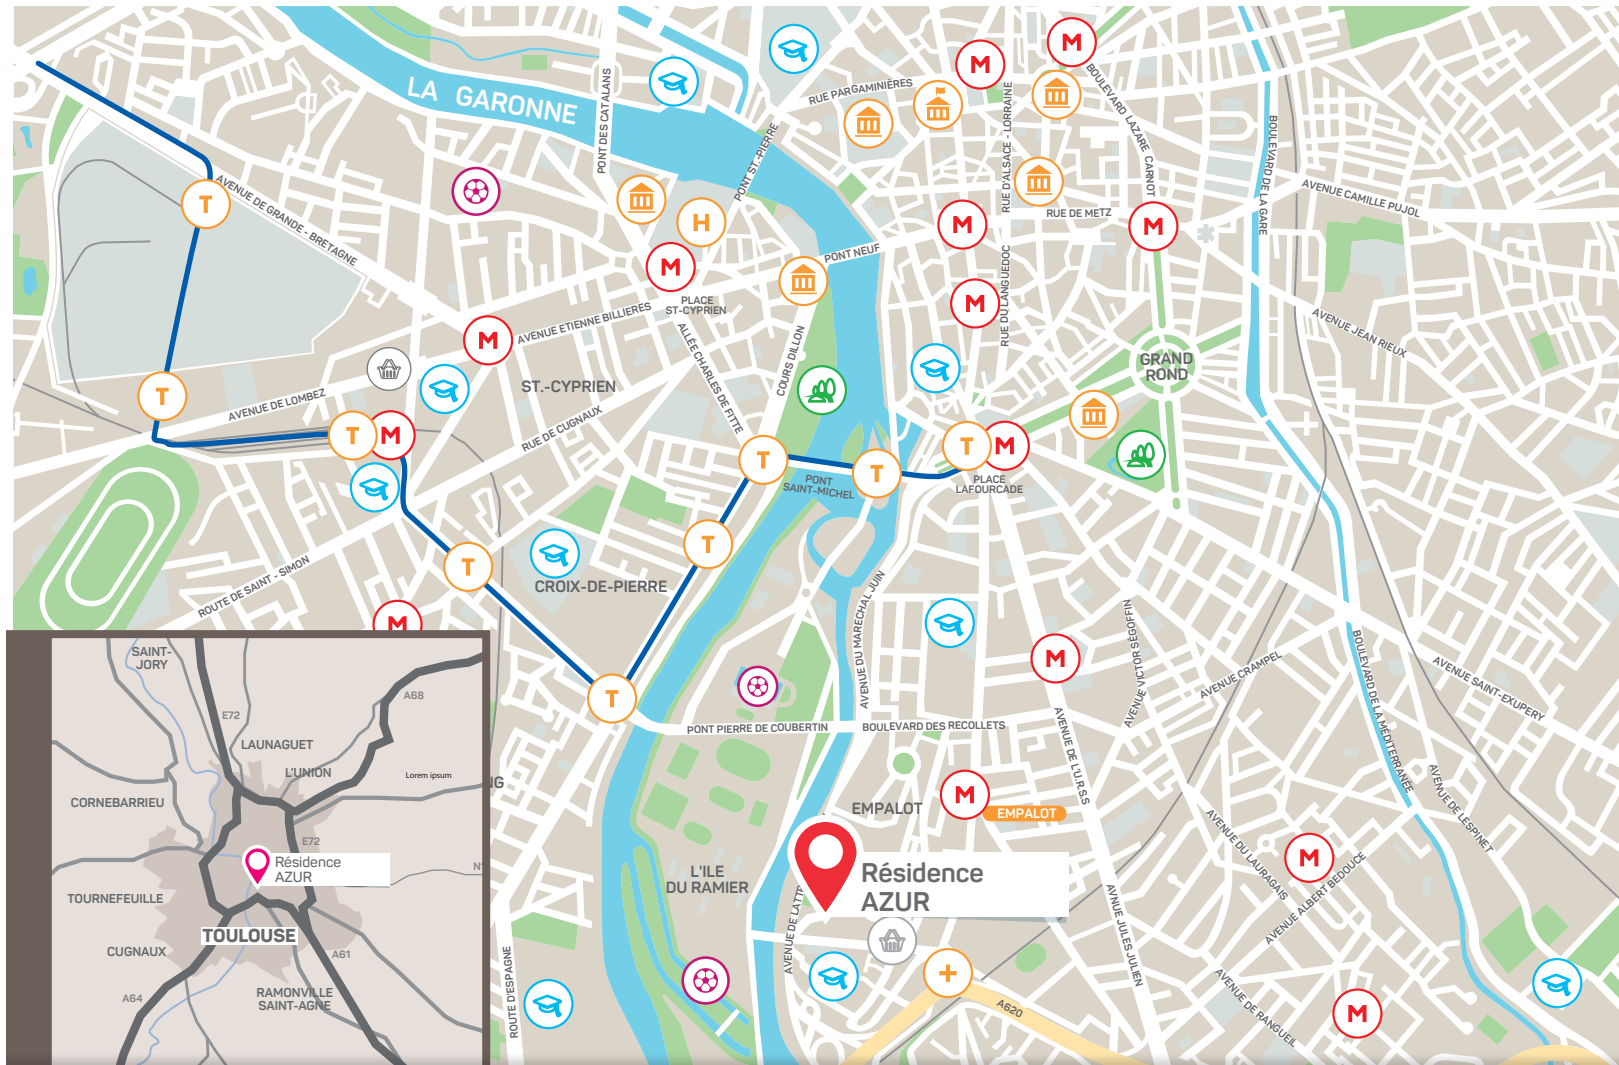 LA GARONNE
PONT DES CATALANS
RUE PARGAMINIÈRES
M
M
BOULEVARD LAZARE CARNOT
RUE D'ALSACE - LORRAINE
BOULEVARD DE LA GARE
PONT ST.-PIERRE
AVENUE CAMILLE PUJOL
T
AVENUE DE GRANDE - BRETAGNE
H
M
RUE DE METZ
M
PONT NEUF
M
PLACE
ST-CYPRIEN
M
RUE DU LANGUEDOC
AVENUE ETIENNE BILLIERES
M
AVENUE JEAN RIEUX
ALLÉE CHARLES DE FITTE
COURS DILLON
GRAND
ROND
ST.-CYPRIEN
T
AVENUE DE LOMBEZ
RUE DE CUGNAUX
T
M
T
T
T
M
PONT
SAINT-MICHEL
PLACE
LAFOURCADE
T
T
CROIX-DE-PIERRE
ROUTE DE SAINT - SIMON
AVENUE DU MARECHAL JUIN
M
T
M
AVENUE VICTOR SEGOFFIN
AVENUE CRAMPEL
BOULEVARD DE LA MÉDITERRANÉE
AVENUE SAINT-EXUPERY
PONT PIERRE DE COUBERTIN
BOULEVARD DES RECOLLETS
AVENUE DE L'U.R.S.S
AVENUE DE LESPINET
NG
EMPALOT
M
EMPALOT
AVENUE DU LAURAGAIS
M
AVENUE ALBERT BEDOUCE
L'ILE
DU RAMIER
Résidence
AZUR
AVENUE DE LATTR
AVENUE JULES JULIEN
ROUTE D'ESPAGNE
A620
AVENUE DE RANGUEIL
M
SAINT-
JORY
A68
E72
LAUNAGUET
L'UNION
Lorem ipsum
CORNEBARRIEU
E72
Résidence
AZUR
N
TOURNEFEUILLE
TOULOUSE
CUGNAUX
A61
A64
RAMONVILLE
SAINT-AGNE